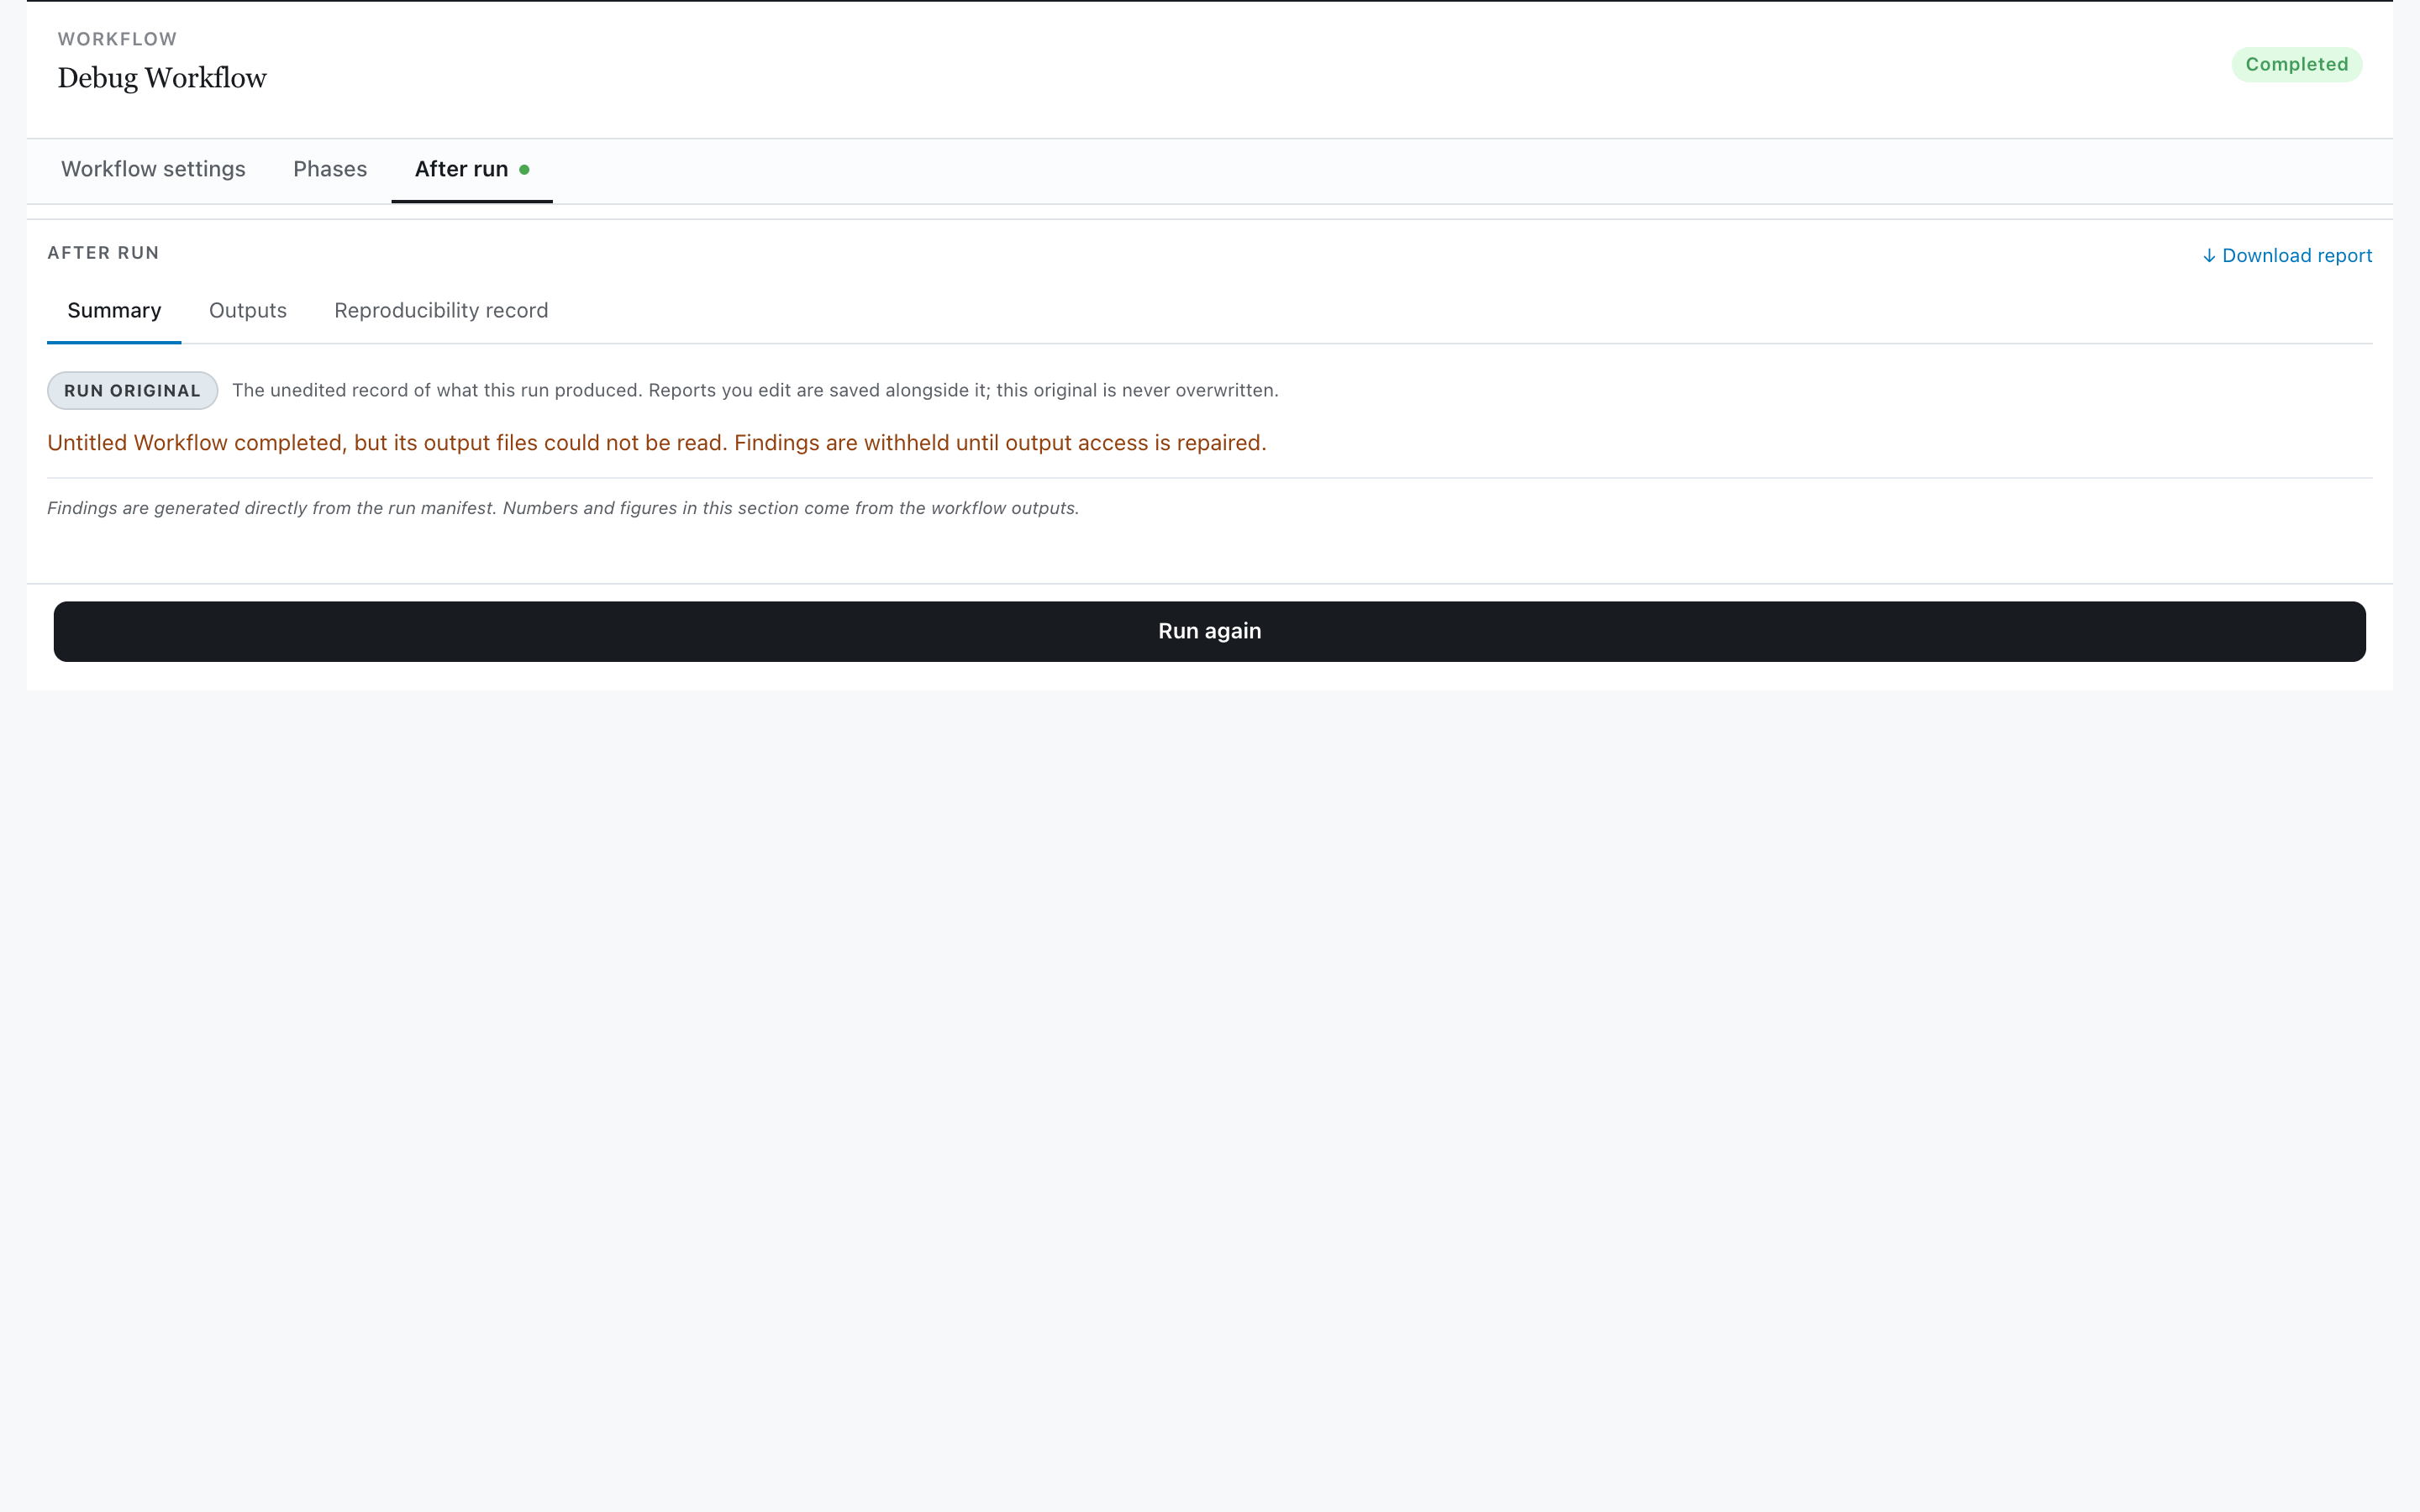 WORKFLOW
Debug Workflow
Completed
Workflow settings Phases After run
AFTER RUN
↓ Download report
Summary Outputs Reproducibility record
RUN ORIGINAL The unedited record of what this run produced. Reports you edit are saved alongside it; this original is never overwritten.
Untitled Workflow completed, but its output files could not be read. Findings are withheld until output access is repaired.
Findings are generated directly from the run manifest. Numbers and figures in this section come from the workflow outputs.
Run again